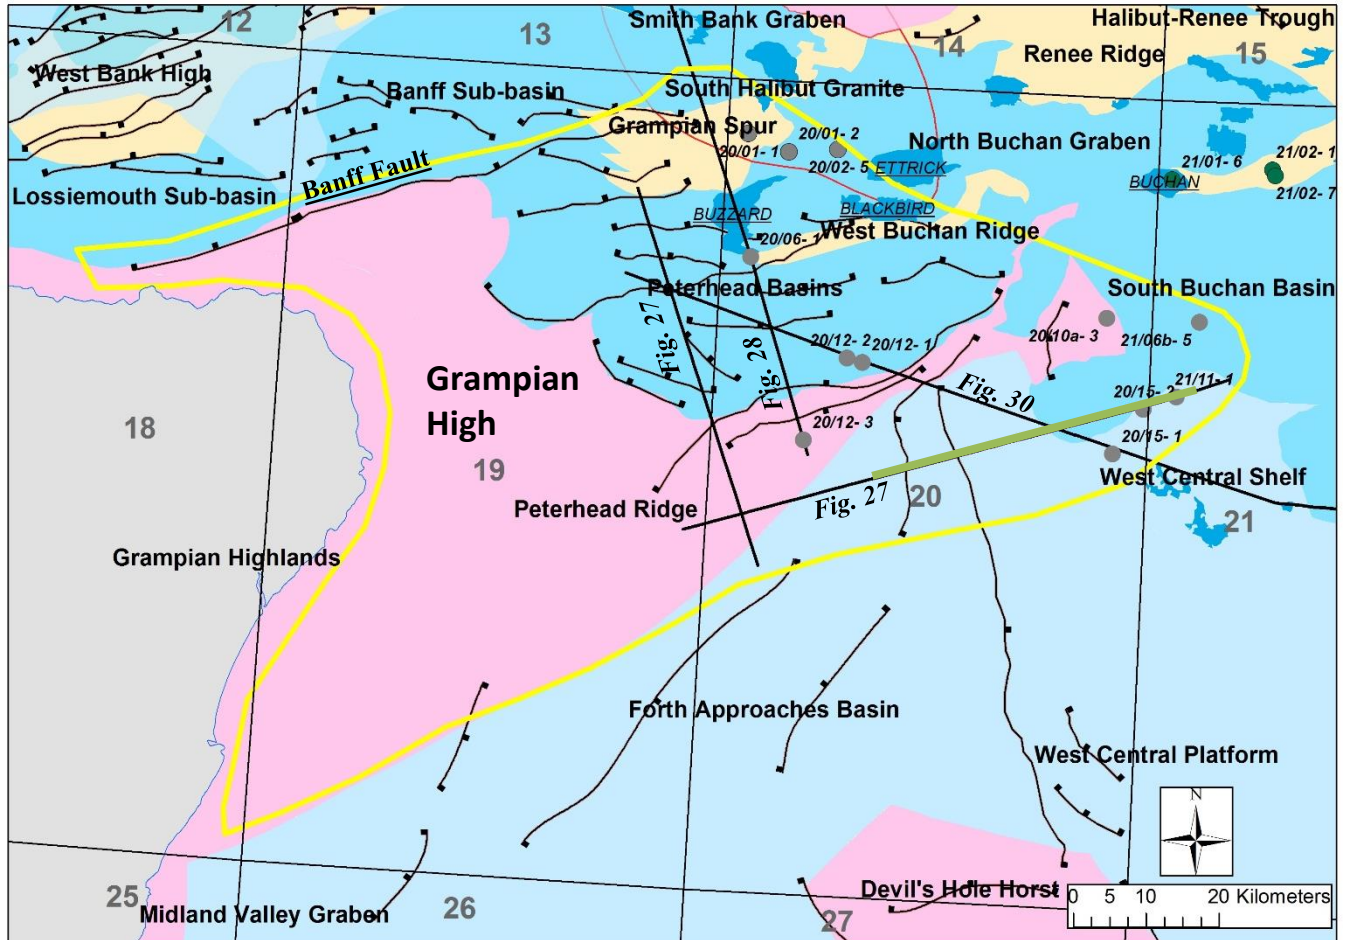 Smith Bank Graben
Halibut-Renee Trough
12
13
14
15
Renee Ridge
West Bank High
Banff Sub-basin
South Halibut Granite
Grampian Spur
20/01- 2
20/01- 1
20/02- 5
ETTRICK
North Buchan Graben
21/01- 6
21/02- 1
BUCHAN
21/02- 7
Banff Fault
Lossiemouth Sub-basin
BUZZARD
BLACKBIRD
20/06- 1
West Buchan Ridge
Peterhead Basins
South Buchan Basin
Fig. 27
Fig. 28
20/12- 2
20/12- 1
20/10a- 3
21/06b- 5
Grampian
High
Fig. 30
20/15- 2
21/11- 1
20/12- 3
20/15- 1
18
19
West Central Shelf
Fig. 27
20
Peterhead Ridge
21
Grampian Highlands
Forth Approaches Basin
West Central Platform
N
25
26
27
Midland Valley Graben
Devil's Hole Horst
0 5 10 20 Kilometers